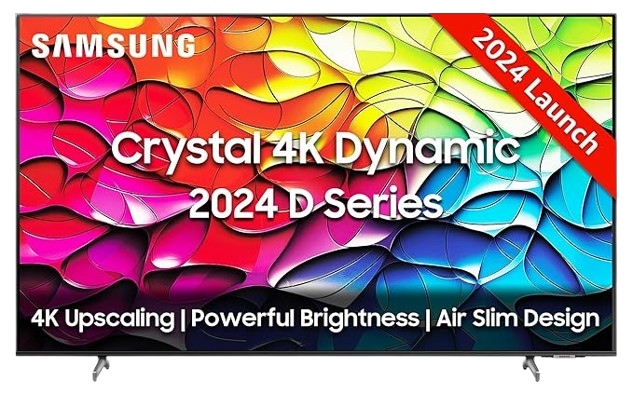 SAMSUNG
2024 Launch
Crystal 4K Dynamic
2024 D Series
4K Upscaling | Powerful Brightness | Air Slim Design